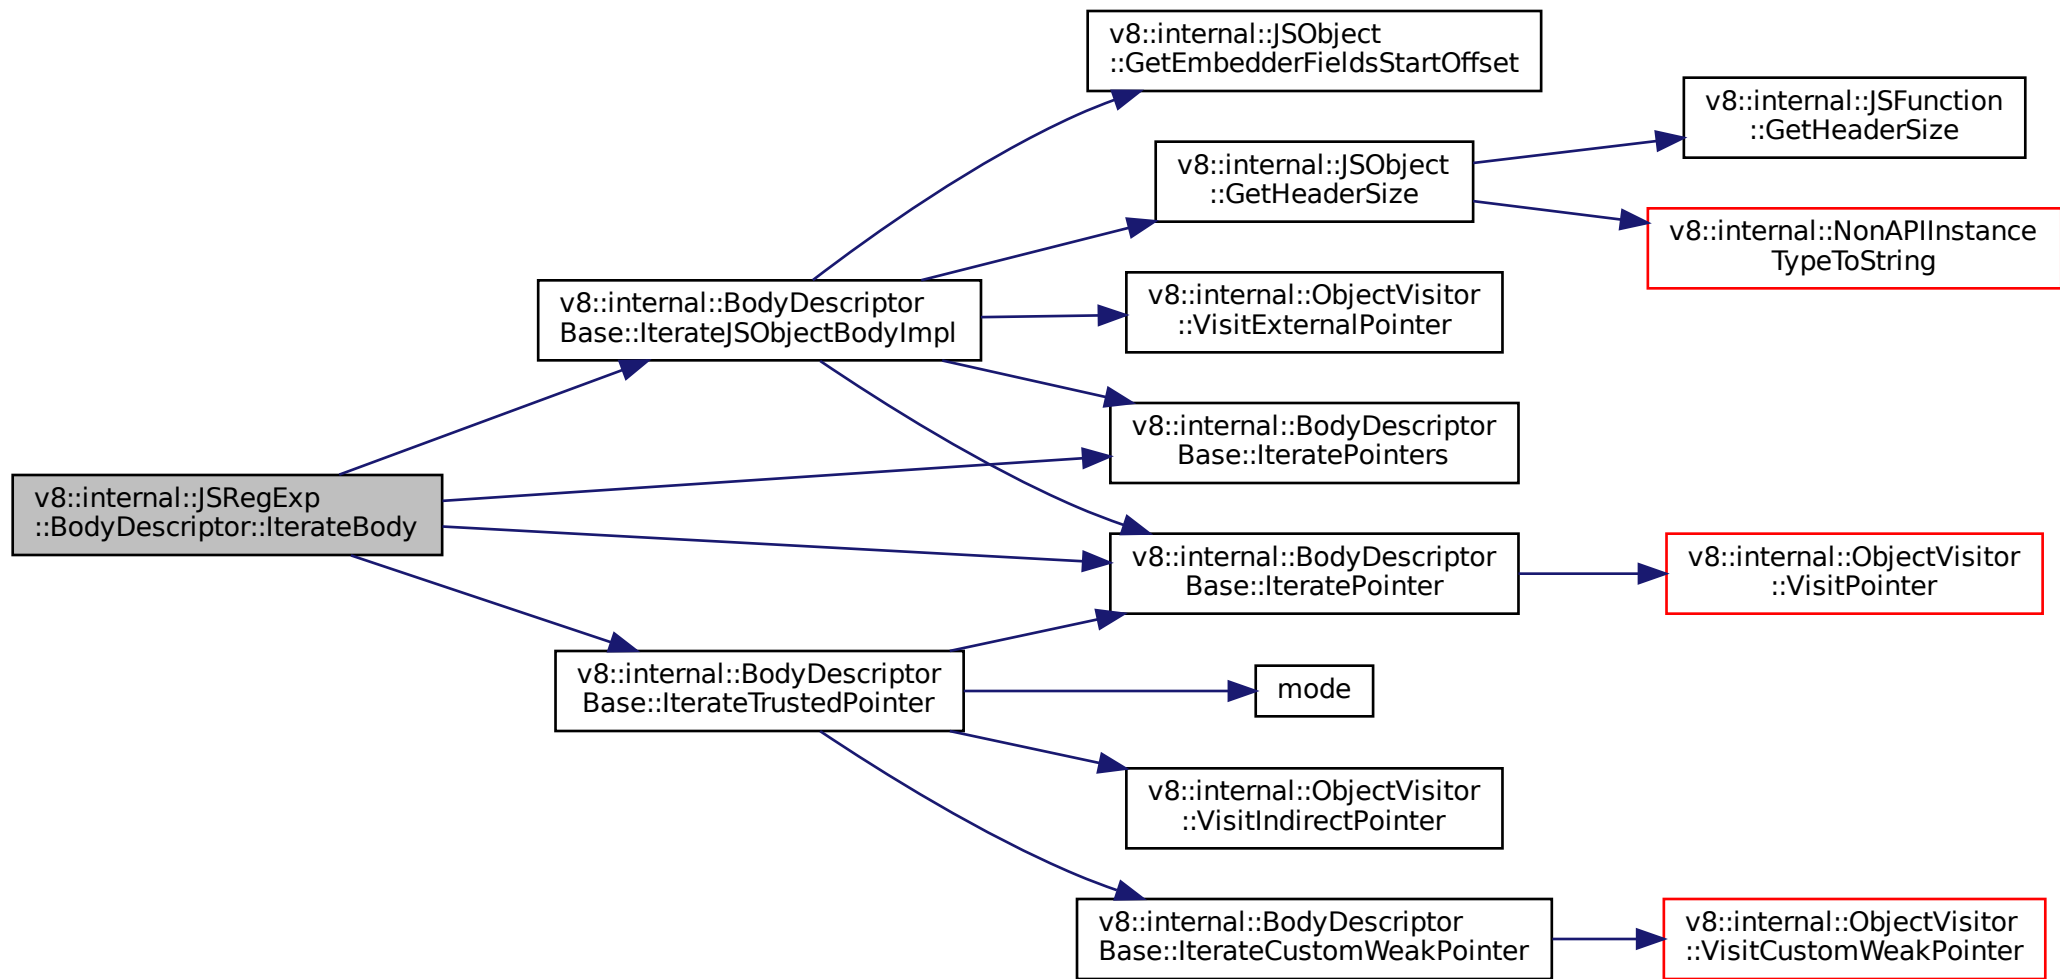 v8::internal::JSRegExp
::BodyDescriptor::IterateBody
v8::internal::BodyDescriptor
Base::IterateJSObjectBodyImpl
v8::internal::JSObject
::GetEmbedderFieldsStartOffset
v8::internal::JSObject
::GetHeaderSize
v8::internal::JSFunction
::GetHeaderSize
v8::internal::NonAPIInstance
TypeToString
v8::internal::ObjectVisitor
::VisitExternalPointer
v8::internal::BodyDescriptor
Base::IteratePointers
v8::internal::BodyDescriptor
Base::IteratePointer
v8::internal::ObjectVisitor
::VisitPointer
v8::internal::BodyDescriptor
Base::IterateTrustedPointer
mode
v8::internal::ObjectVisitor
::VisitIndirectPointer
v8::internal::BodyDescriptor
Base::IterateCustomWeakPointer
v8::internal::ObjectVisitor
::VisitCustomWeakPointer